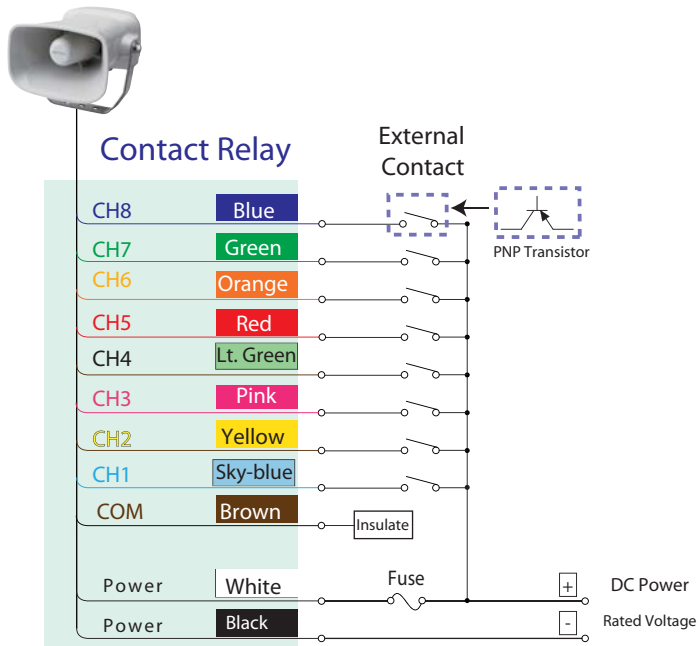 Contact Relay
External
Contact
CH8 Blue
PNP Transistor
CH7 Green
CH6 Orange
CH5 Red
CH4 Lt. Green
CH3 Pink
CH2 Yellow
CH1 Sky-blue
COM Brown
Insulate
Power White Fuse + DC Power
Power Black - Rated Voltage